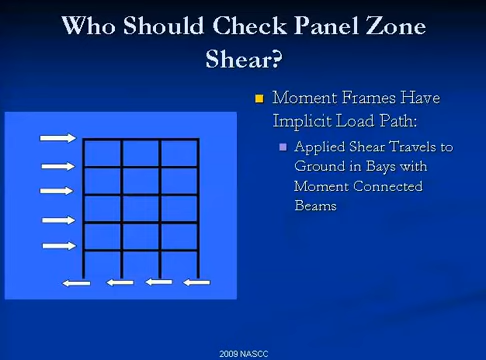 Who Should Check Panel Zone
Shear?
Moment Frames Have
Implicit Load Path:
Applied Shear Travels to
Ground in Bays with
Moment Connected
Beams
2009 NASCC